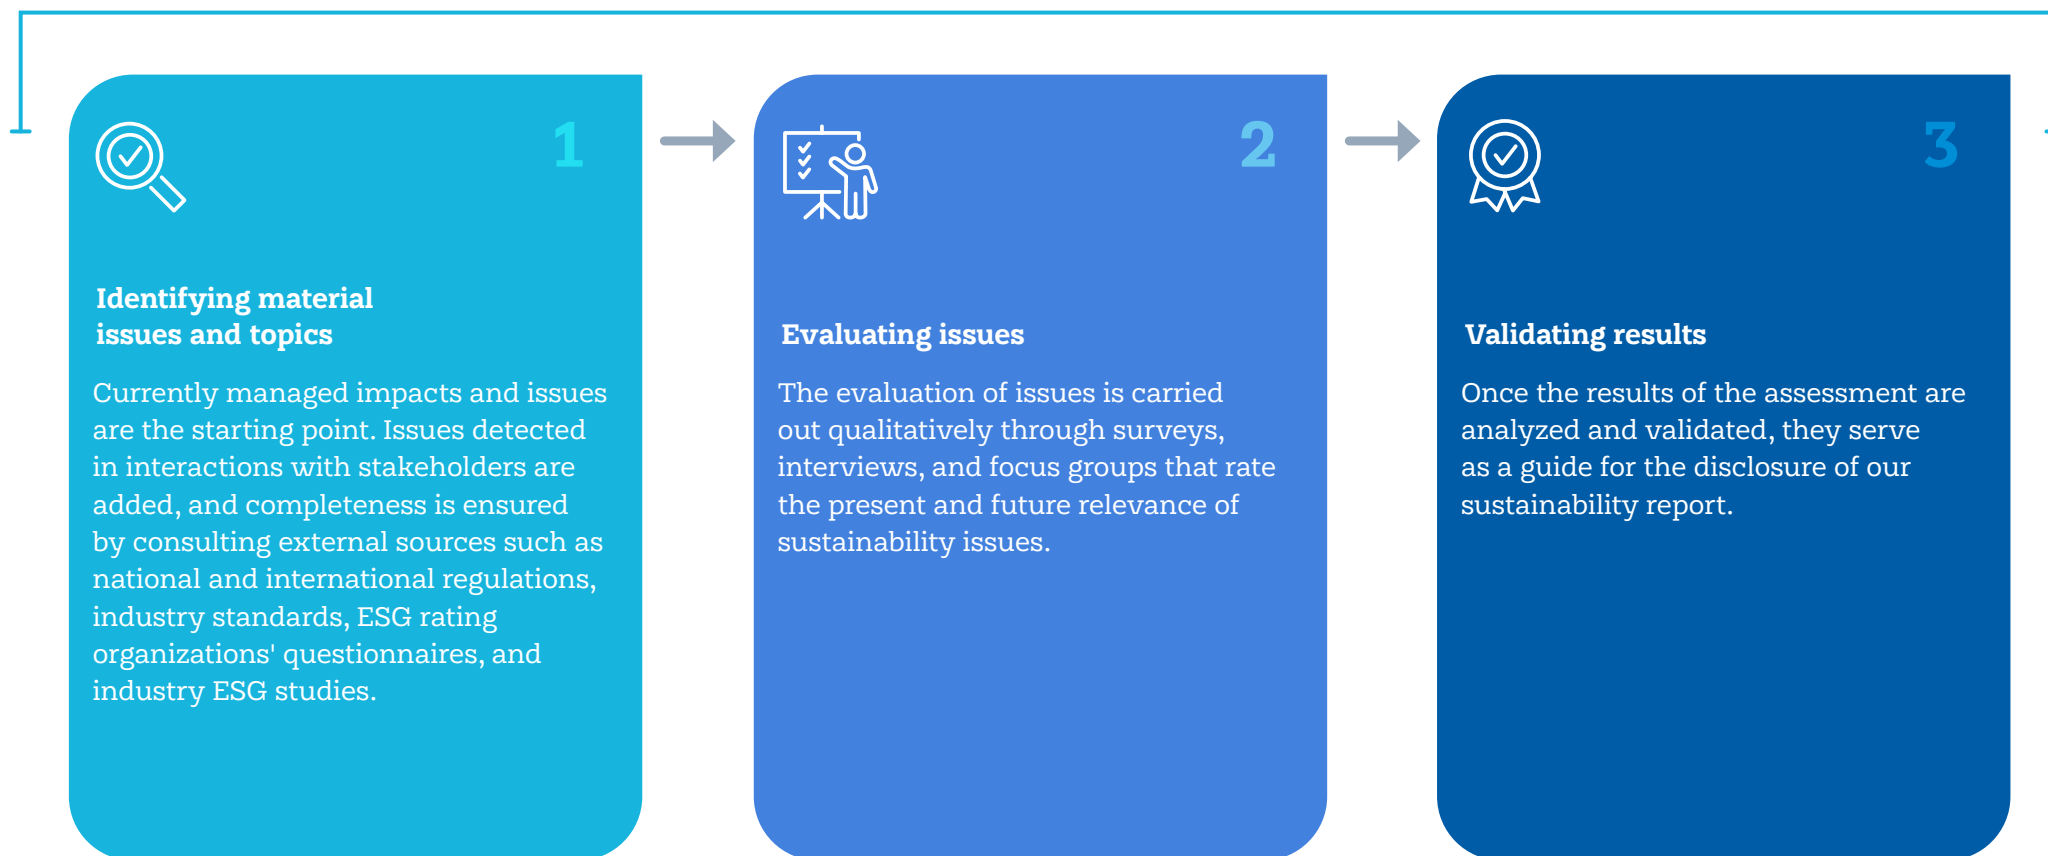 1
Identifying material
issues and topics
Currently managed impacts and issues
are the starting point. Issues detected
in interactions with stakeholders are
added, and completeness is ensured
by consulting external sources such as
national and international regulations,
industry standards, ESG rating
organizations' questionnaires, and
industry ESG studies.
2
Evaluating issues
The evaluation of issues is carried
out qualitatively through surveys,
interviews, and focus groups that rate
the present and future relevance of
sustainability issues.
3
Validating results
Once the results of the assessment are
analyzed and validated, they serve
as a guide for the disclosure of our
sustainability report.